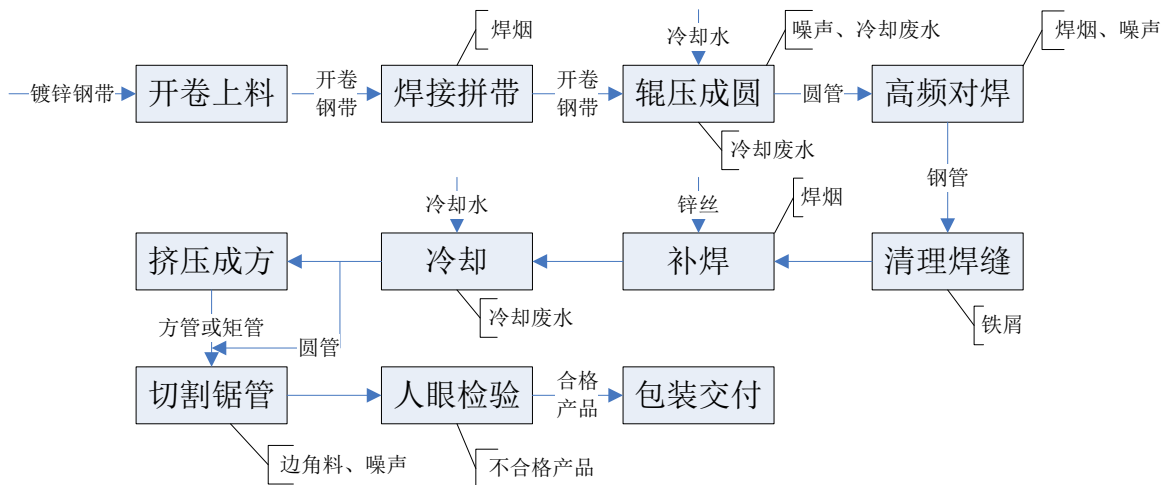 焊烟
冷却水
噪声、冷却废水
焊烟、噪声
镀锌钢带
开卷上料
开卷
钢带
焊接拼带
开卷
钢带
辊压成圆
圆管
高频对焊
冷却废水
钢管
冷却水
锌丝
焊烟
挤压成方
冷却
补焊
清理焊缝
方管或矩管
冷却废水
铁屑
圆管
切割锯管
人眼检验
合格
产品
包装交付
边角料、噪声
不合格产品